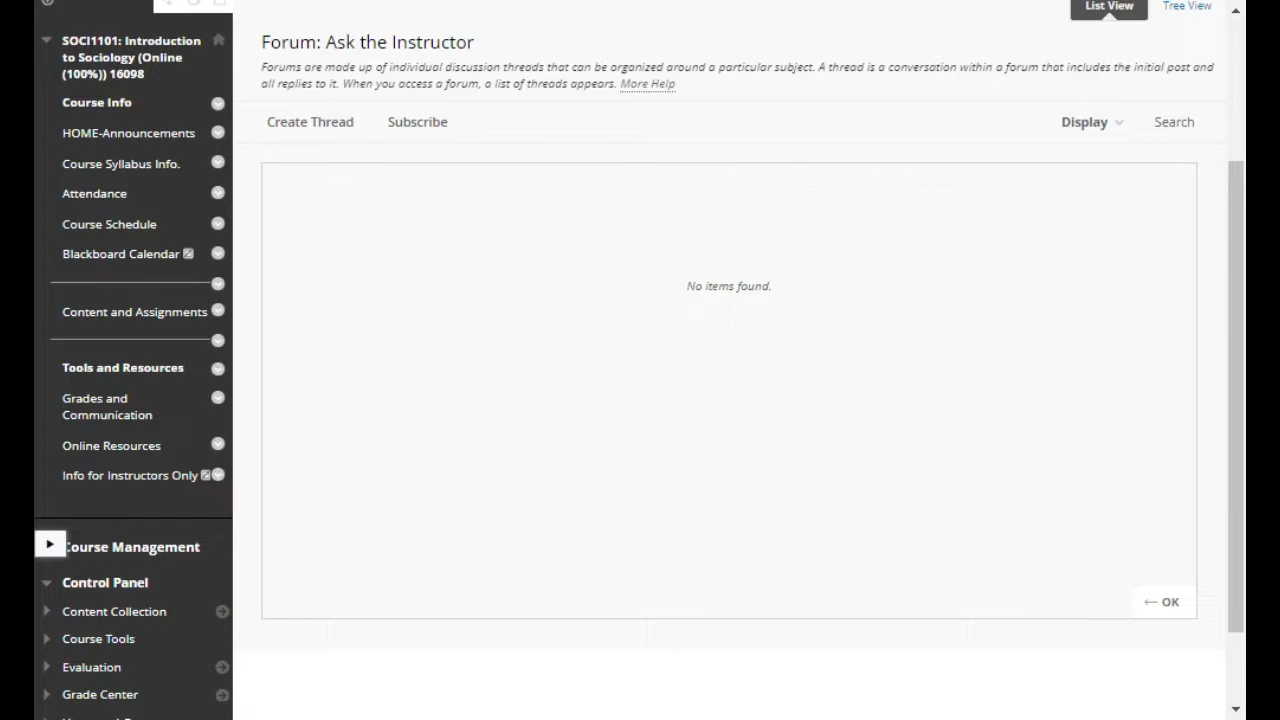 List View
Tree View
SOCI1101: Introduction
to Sociology (Online
(100%)) 16098
Course Info
HOME-Announcements
Course Syllabus Info.
Attendance
Course Schedule
Blackboard Calendar
Content and Assignments
Tools and Resources
Grades and
Communication
Online Resources
Info for Instructors Only
Course Management
Control Panel
Content Collection
Course Tools
Evaluation
Grade Center
Forum: Ask the Instructor
Forums are made up of individual discussion threads that can be organized around a particular subject. A thread is a conversation within a forum that includes the initial post and
all replies to it. When you access a forum, a list of threads appears. More Help
Create Thread
Subscribe
Display
Search
No items found.
← OK